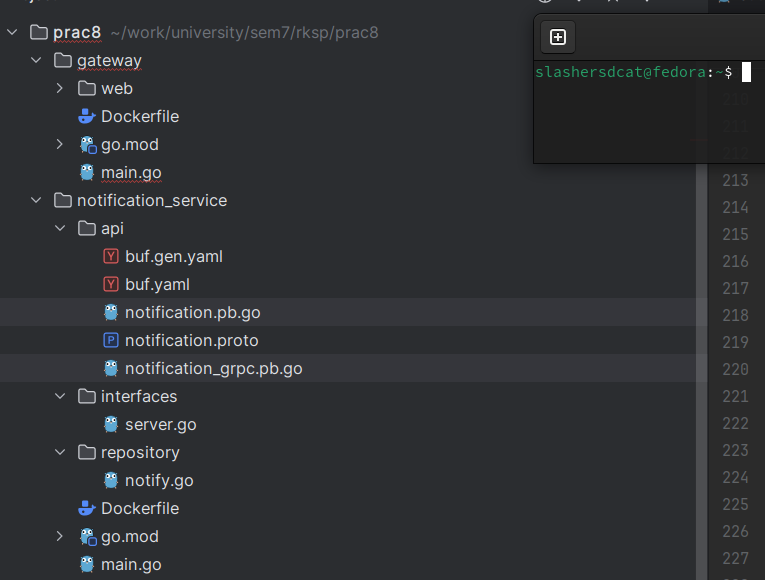 prac8 ~/work/university/sem7/rksp/prac8
gateway
web
Dockerfile
go.mod
main.go
notification_service
api
buf.gen.yaml
buf.yaml
notification.pb.go
notification.proto
notification_grpc.pb.go
interfaces
server.go
repository
notify.go
Dockerfile
go.mod
main.go
slashersdcat@fedora:~$
213
214
215
216
217
218
219
220
221
222
223
224
225
226
227